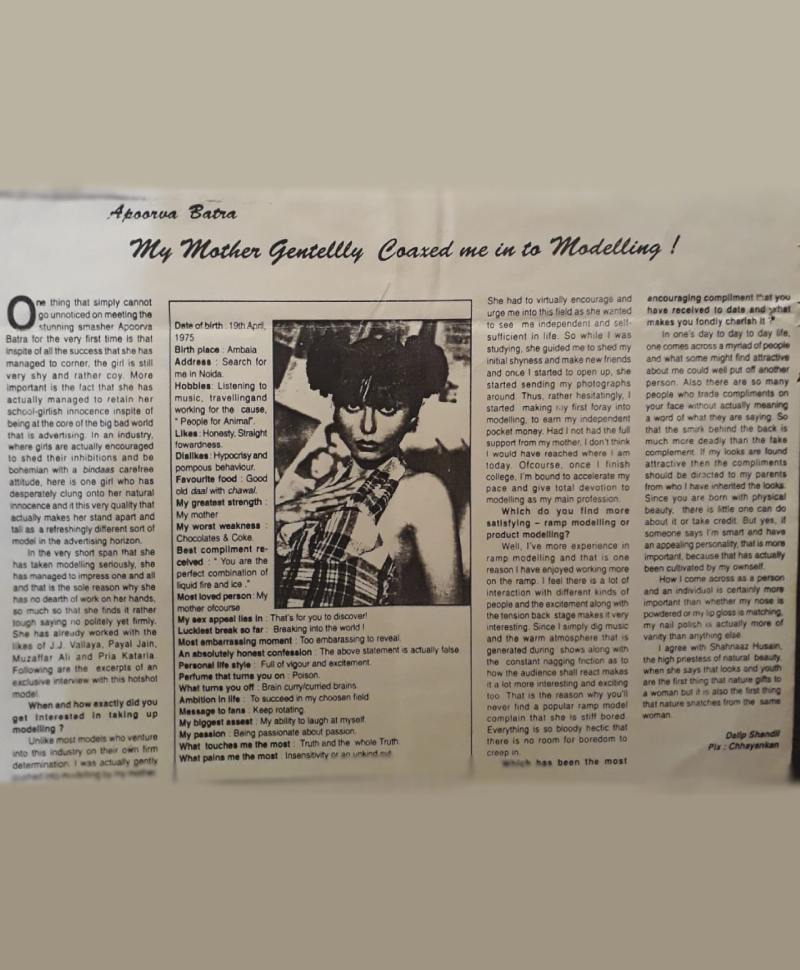 Apoorva Batra
My Mother Gentellly Coaxed me in to Modelling !
One thing that simply cannot
go unnoticed on meeting the
stunning smasher Apoorva
Batra for the very first time is that
inspite of all the success that she has
managed to corner, the girl is still
very shy and rather coy. More
important is the fact that she has
actually managed to retain her
school-girlish innocence inspite of
being at the core of the big bad world
that is advertising. In an industry,
where girls are actually encouraged
to shed their inhibitions and be
bohemian with a bindaas carefree
attitude, here is one girl who has
desperately clung onto her natural
innocence and it this very quality that
actually makes her stand apart and
tall as a refreshingly different sort of
model in the advertising horizon.
In the very short span that she
has taken modelling seriously, she
has managed to impress one and all
and that is the sole reason why she
has no dearth of work on her hands,
so much so that she finds it rather
tough saying no politely yet firmly.
She has already worked with the
likes of J.J. Valiaya, Payal Jain,
Muzaffar Ali and Pria Kataria.
Following are the excerpts of an
exclusive interview with this hotshot
model.
When and how exactly did you
get interested in taking up
modelling ?
Unlike most models who venture
into this industry on their own firm
determination. I was actually gently
pushed into modelling by my mother
Date of birth : 19th April,
1975
Birth place : Ambala
Address : Search for
me in Noida.
Hobbies: Listening to
music, travellingand
working for the cause,
" People for Animal".
Likes : Honesty, Straight
fowardness.
Dislikes : Hypocrisy and
pompous behaviour.
Favourite food : Good
old daal with chawal.
My greatest strength :
My mother
My worst weakness :
Chocolates & Coke.
Best compliment re-
ceived : " You are the
perfect combination of
liquid fire and ice ."
Most loved person: My
mother ofcourse
My sex appeal lies in : That's for you to discover!
Luckiest break so far : Breaking into the world !
Most embarrassing moment : Too embarassing to reveal.
An absolutely honest confession : The above statement is actually false.
Personal life style : Full of vigour and excitement.
Perfume that turns you on : Poison.
What turns you off : Brain curry/curried brains.
Ambition in life : To succeed in my choosen field.
Message to fans : Keep rotating.
My biggest assest : My ability to laugh at myself.
My passion : Being passionate about passion.
What touches me the most : Truth and the whole Truth.
What pains me the most : Insensitivity or an unkind cut.
She had to virtually encourage and
urge me into this field as she wanted
to see me independent and self-
sufficient in life. So while I was
studying, she guided me to shed my
initial shyness and make new friends
and once I started to open up, she
started sending my photographs
around. Thus, rather hesitatingly, I
started making my first foray into
modelling, to earn my independent
pocket money. Had I not had the full
support from my mother, I don't think
I would have reached where I am
today. Ofcourse, once I finish
college, I'm bound to accelerate my
pace and give total devotion to
modelling as my main profession.
Which do you find more
satisfying – ramp modelling or
product modelling?
Well, I've more experience in
ramp modelling and that is one
reason I have enjoyed working more
on the ramp. I feel there is a lot of
interaction with different kinds of
people and the excitement along with
the tension back stage makes it very
interesting. Since I simply dig music
and the warm atmosphere that is
generated during shows along with
the constant nagging friction as to
how the audience shall react makes
it a lot more interesting and exciting
too. That is the reason why you'll
never find a popular ramp model
complain that she is stiff bored.
Everything is so bloody hectic that
there is no room for boredom to
creep in.
Which has been the most
encouraging compliment that you
have received to date and what
makes you fondly cherish it ?
In one's day to day to day life,
one comes across a myriad of people
and what some might find attractive
about me could well put off another
person. Also there are so many
people who trade compliments on
your face without actually meaning
a word of what they are saying. So
that the smirk behind the back is
much more deadly than the fake
complement. If my looks are found
attractive then the compliments
should be directed to my parents
from who I have inherited the looks.
Since you are born with physical
beauty, there is little one can do
about it or take credit. But yes, if
someone says I'm smart and have
an appealing personality, that is more
important, because that has actually
been cultivated by my ownself.
How I come across as a person
and an individual is certainly more
important than whether my nose is
powdered or my lip gloss is matching,
my nail polish is actually more of
vanity than anything else.
I agree with Shahnaaz Husain,
the high priestess of natural beauty,
when she says that looks and youth
are the first thing that nature gifts to
a woman but it is also the first thing
that nature snatches from the same
woman.
Dalip Shandil
Pix : Chhayankan